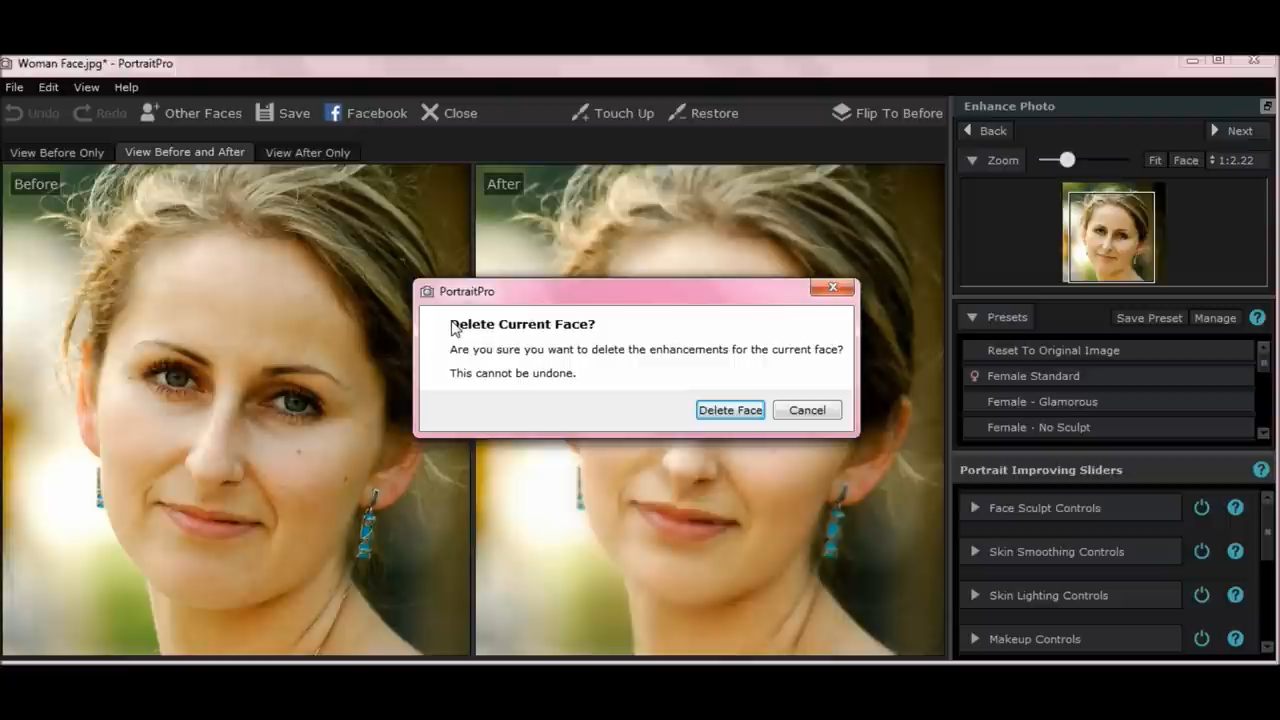 Woman Face.jpg* - PortraitPro
File Edit View Help
Undo Redo Other Faces Save Facebook Close Touch Up Restore Flip To Before
View Before Only View Before and After View After Only
Before
After
PortraitPro
Delete Current Face?
Are you sure you want to delete the enhancements for the current face?
This cannot be undone.
Delete Face Cancel
Enhance Photo
Back Next
Zoom Fit Face 1:2.22
Presets Save Preset Manage ?
Reset To Original Image
Female Standard
Female - Glamorous
Female - No Sculpt
Portrait Improving Sliders ?
Face Sculpt Controls ?
Skin Smoothing Controls ?
Skin Lighting Controls ?
Makeup Controls ?